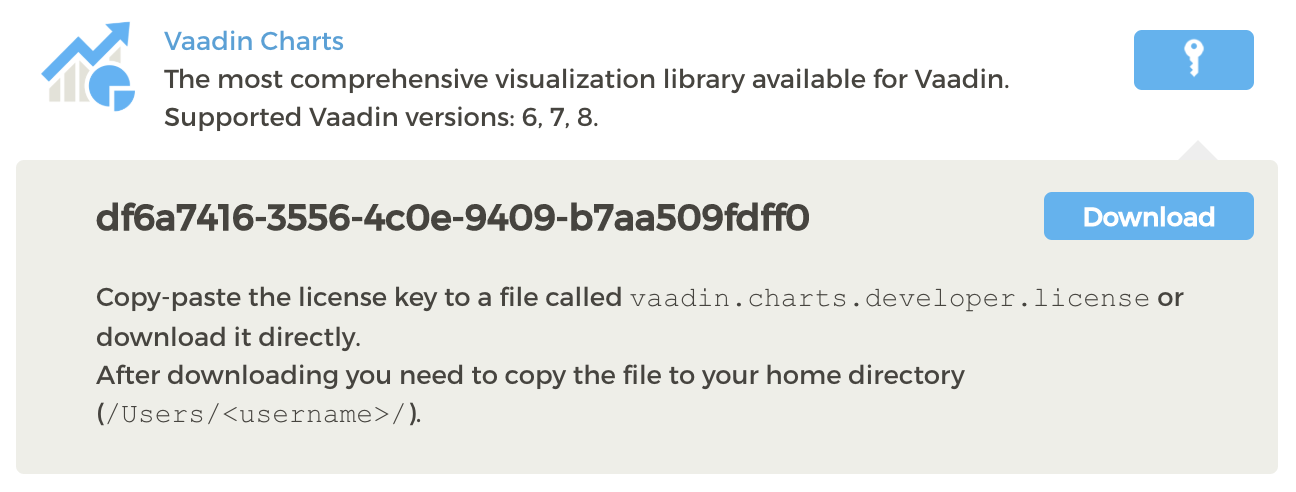 Vaadin Charts
The most comprehensive visualization library available for Vaadin.
Supported Vaadin versions: 6, 7, 8.
df6a7416-3556-4c0e-9409-b7aa509fdff0
Download
Copy-paste the license key to a file called vaadin.charts.developer.license or
download it directly.
After downloading you need to copy the file to your home directory
(/Users/<username>/).